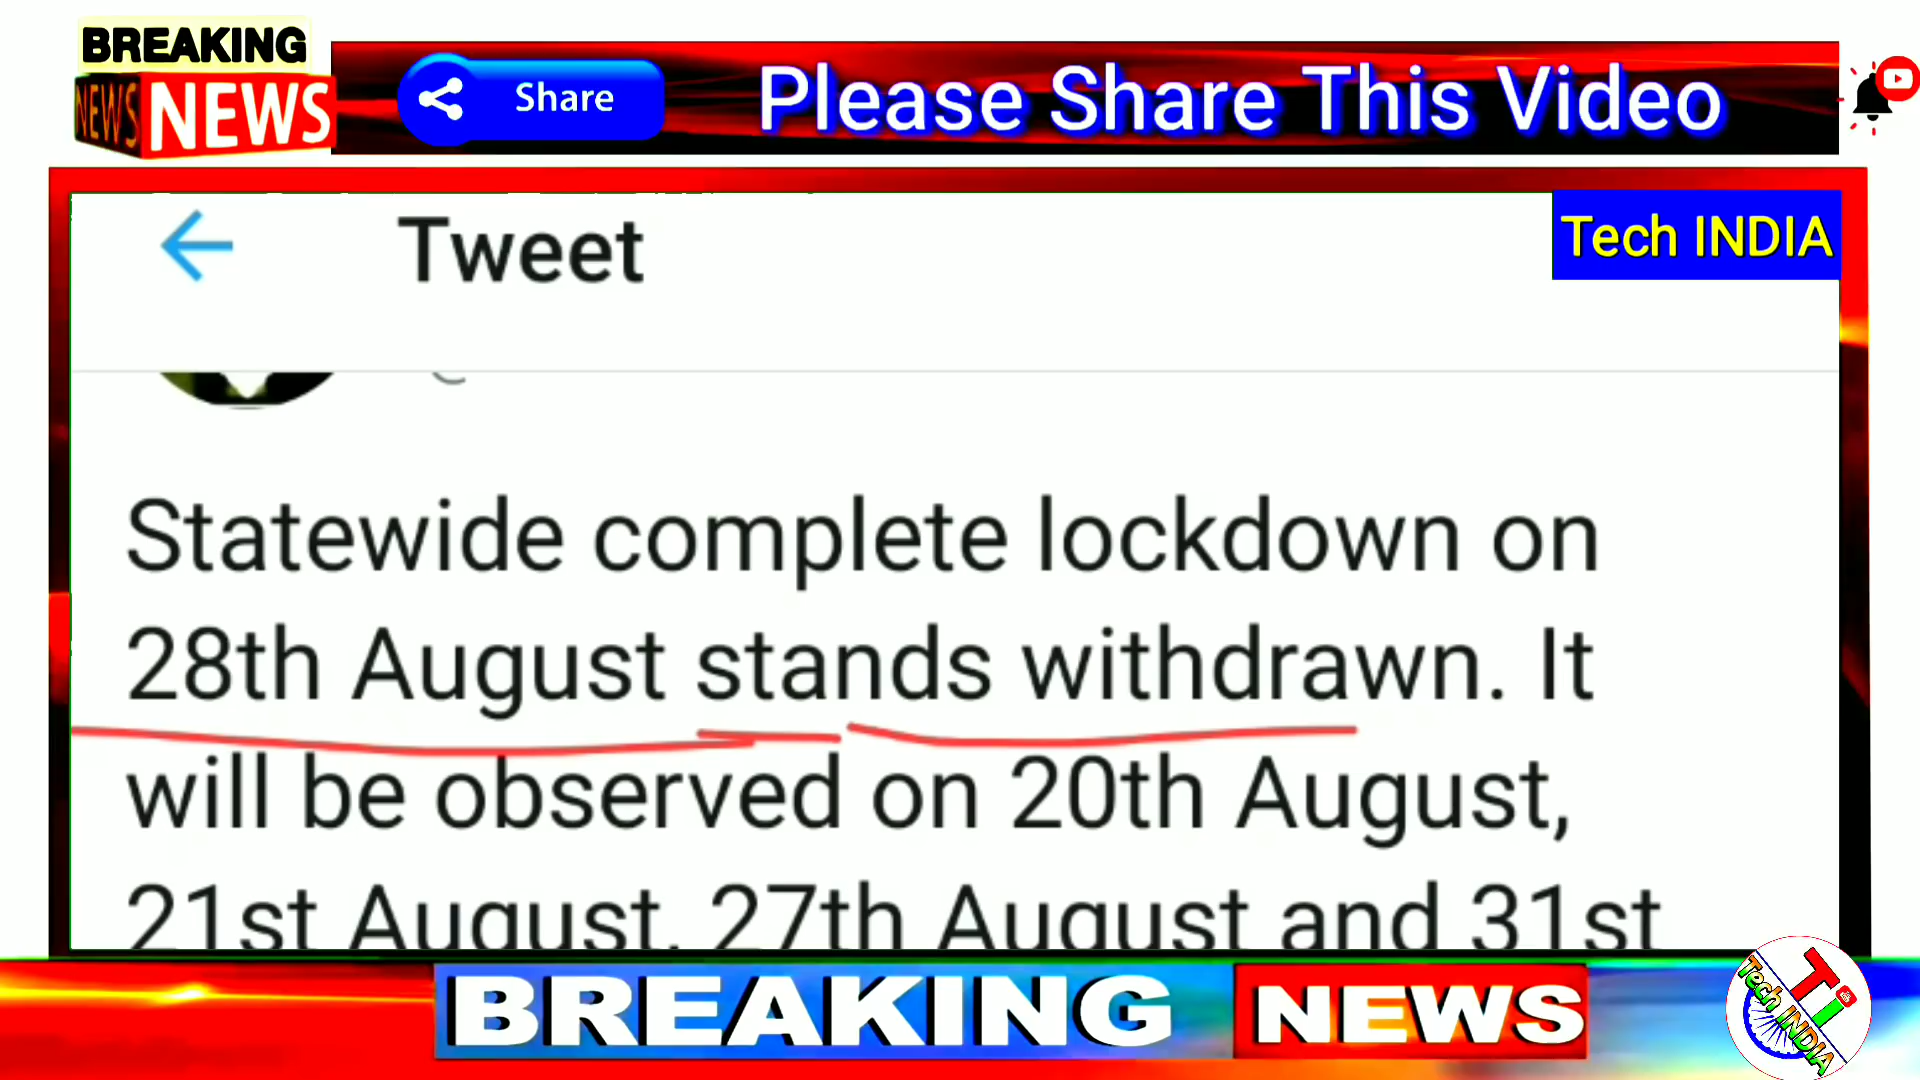 BREAKING
NEWS NEWS
Share
Please Share This Video
Tweet
Tech INDIA
Statewide complete lockdown on
28th August stands withdrawn. It
will be observed on 20th August,
21st August, 27th August and 31st
BREAKING NEWS
Ti
Tech INDIA